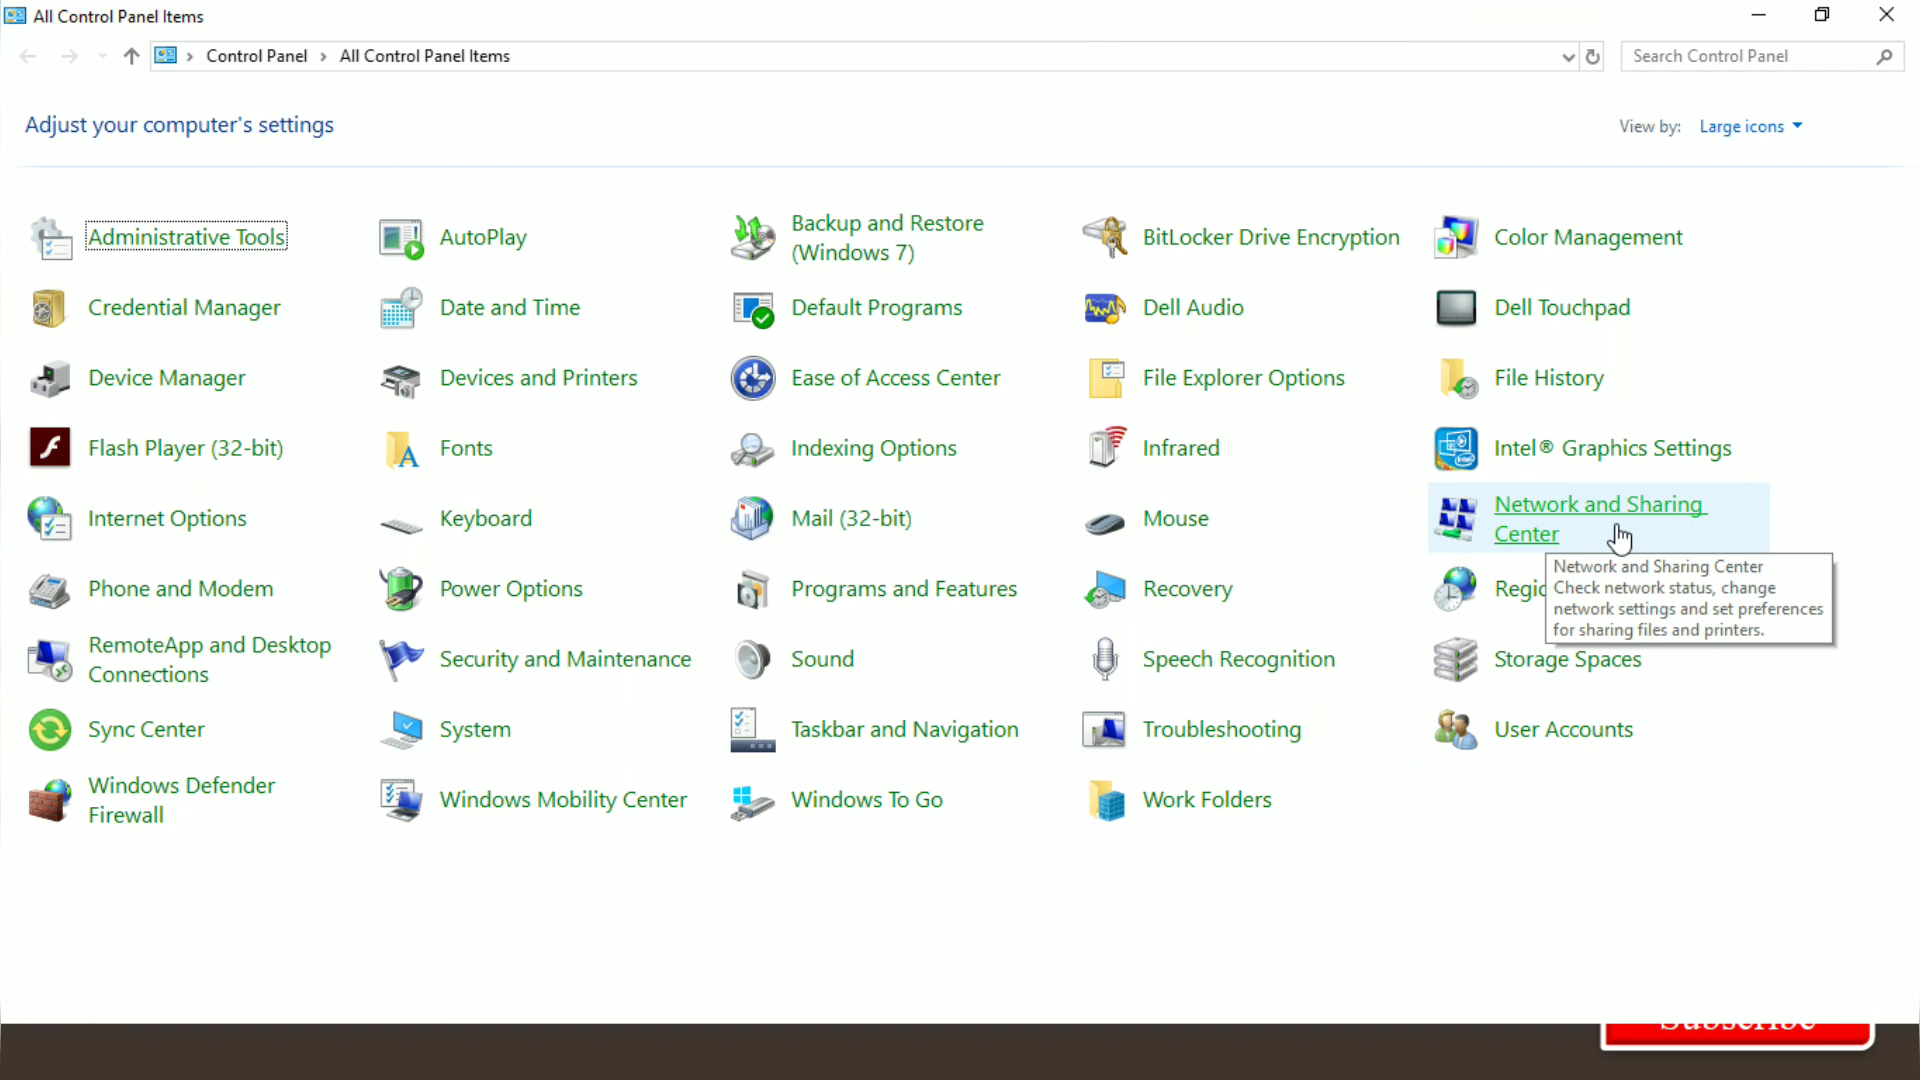 All Control Panel Items
Control Panel > All Control Panel Items
Search Control Panel
Adjust your computer's settings
View by: Large icons
Administrative Tools
AutoPlay
Backup and Restore
(Windows 7)
BitLocker Drive Encryption
Color Management
Credential Manager
Date and Time
Default Programs
Dell Audio
Dell Touchpad
Device Manager
Devices and Printers
Ease of Access Center
File Explorer Options
File History
Flash Player (32-bit)
Fonts
Indexing Options
Infrared
Intel® Graphics Settings
Internet Options
Keyboard
Mail (32-bit)
Mouse
Network and Sharing
Center
Network and Sharing Center
Check network status, change
network settings and set preferences
for sharing files and printers.
Phone and Modem
Power Options
Programs and Features
Recovery
RemoteApp and Desktop
Connections
Security and Maintenance
Sound
Speech Recognition
Storage Spaces
Sync Center
System
Taskbar and Navigation
Troubleshooting
User Accounts
Windows Defender
Firewall
Windows Mobility Center
Windows To Go
Work Folders
Subscribe